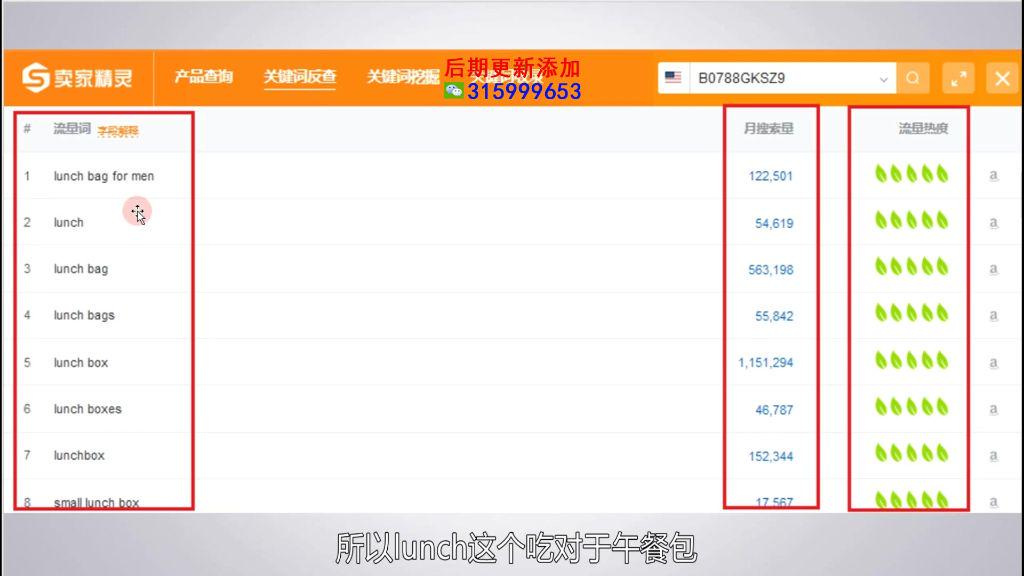 卖家精灵 产品查询 关键词反查 关键词挖掘 B0788GKSZ9
后期更新添加
315999653
# 流量词 字段解释 月搜索量 流量热度
1 lunch bag for men 122,501 a
2 lunch 54,619 a
3 lunch bag 563,198 a
4 lunch bags 55,842 a
5 lunch box 1,151,294 a
6 lunch boxes 46,787 a
7 lunchbox 152,344 a
8 small lunch box 17,567 a
所以lunch这个吃对于午餐包